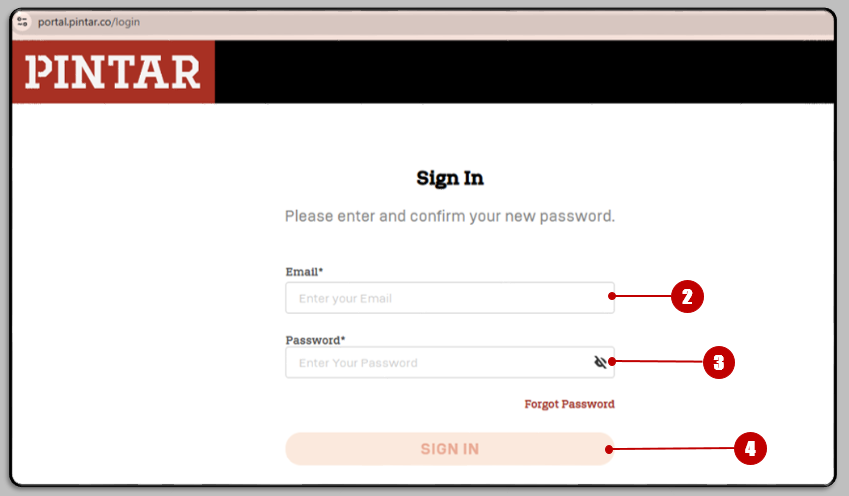 portal.pintar.co/login
PINTAR
Sign In
Please enter and confirm your new password.
Email*
Enter your Email
2
Password*
Enter Your Password
3
Forgot Password
SIGN IN
4